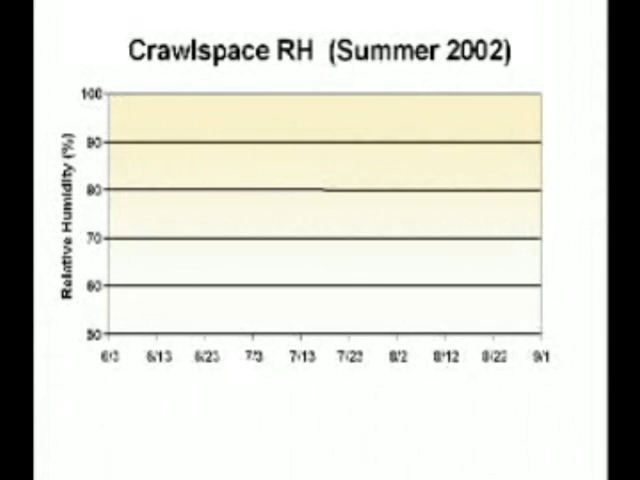 Crawlspace RH (Summer 2002)
Relative Humidity (%)
100
90
80
70
60
50
6/3 6/13 6/23 7/3 7/13 7/23 8/2 8/12 8/22 9/1